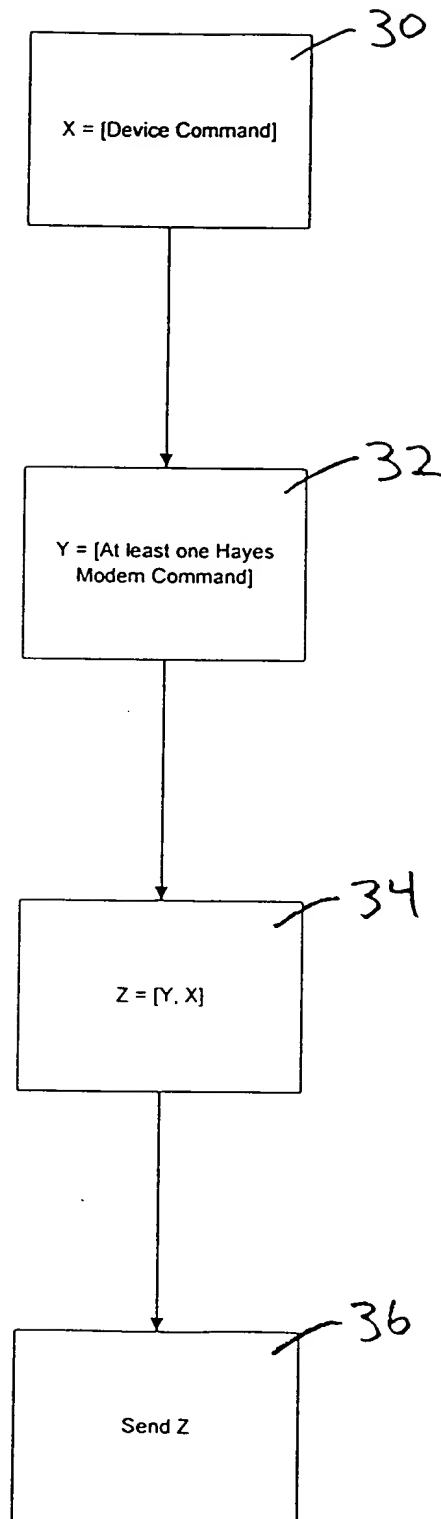 30
X = [Device Command]
32
Y = [At least one Hayes
Modem Command]
34
Z = [Y, X]
36
Send Z